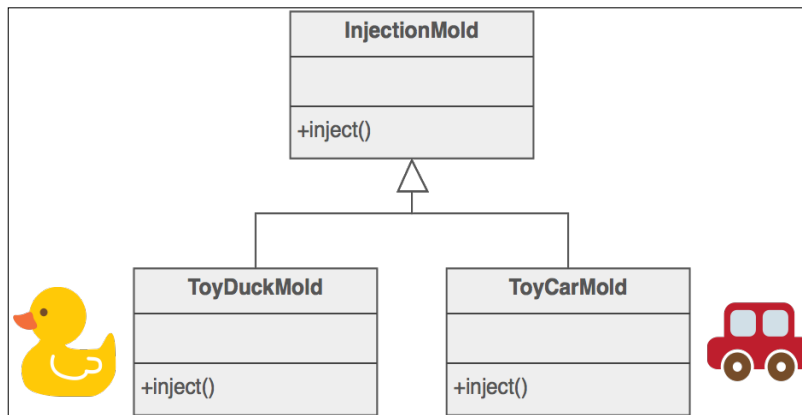 InjectionMold
+inject()
ToyDuckMold
ToyCarMold
+inject()
+inject()